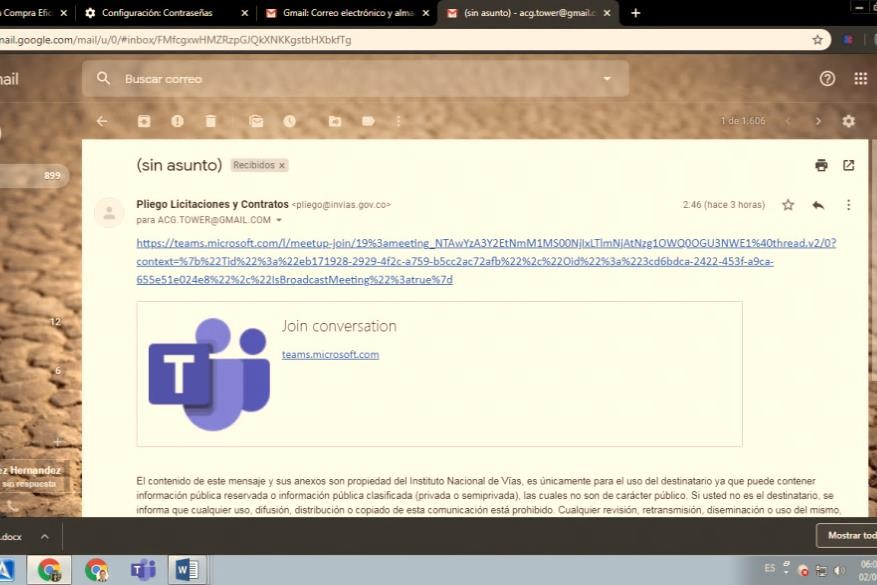 n Compra Efic
Configuración: Contraseñas
Gmail: Correo electrónico y alma
(sin asunto) - acg.tower@gmail.c
nail.google.com/mail/u/0/#inbox/FMfcgxwHMZRzpGJQkXNKKgstbHXbkfTg
nail
Buscar correo
1 de 1.606
899
(sin asunto)
Recibidos x
Pliego Licitaciones y Contratos <pliego@invias.gov.co>
2.46 (hace 3 horas)
para ACG.TOWER@GMAIL.COM
https://teams.microsoft.com/l/meetup-join/19%3ameeting_NTAwYzA3Y2EtNmM1MS00NjIxLTlmNjAtNzg1OWQ0OGU3NWE1%40thread.v2/0?
context=%7b%22Tid%22%3a%22eb171928-2929-4f2c-a759-b5cc2ac72afb%22%2c%22Oid%22%3a%223cd6bdca-2422-453f-a9ca-
655e51e024e8%22%2c%22IsBroadcastMeeting%22%3atrue%7d
Join conversation
teams.microsoft.com
12
6
ez Hernandez
sin respuesta
El contenido de este mensaje y sus anexos son propiedad del Instituto Nacional de Vías, es únicamente para el uso del destinatario ya que puede contener
información pública reservada o información pública clasificada (privada o semiprivada), las cuales no son de carácter público. Si usted no es el destinatario, se
informa que cualquier uso, difusión, distribución o copiado de esta comunicación está prohibido. Cualquier revisión, retransmisión, diseminación o uso del mismo,
.docx
Mostrar tod
ES
06:0
02/0